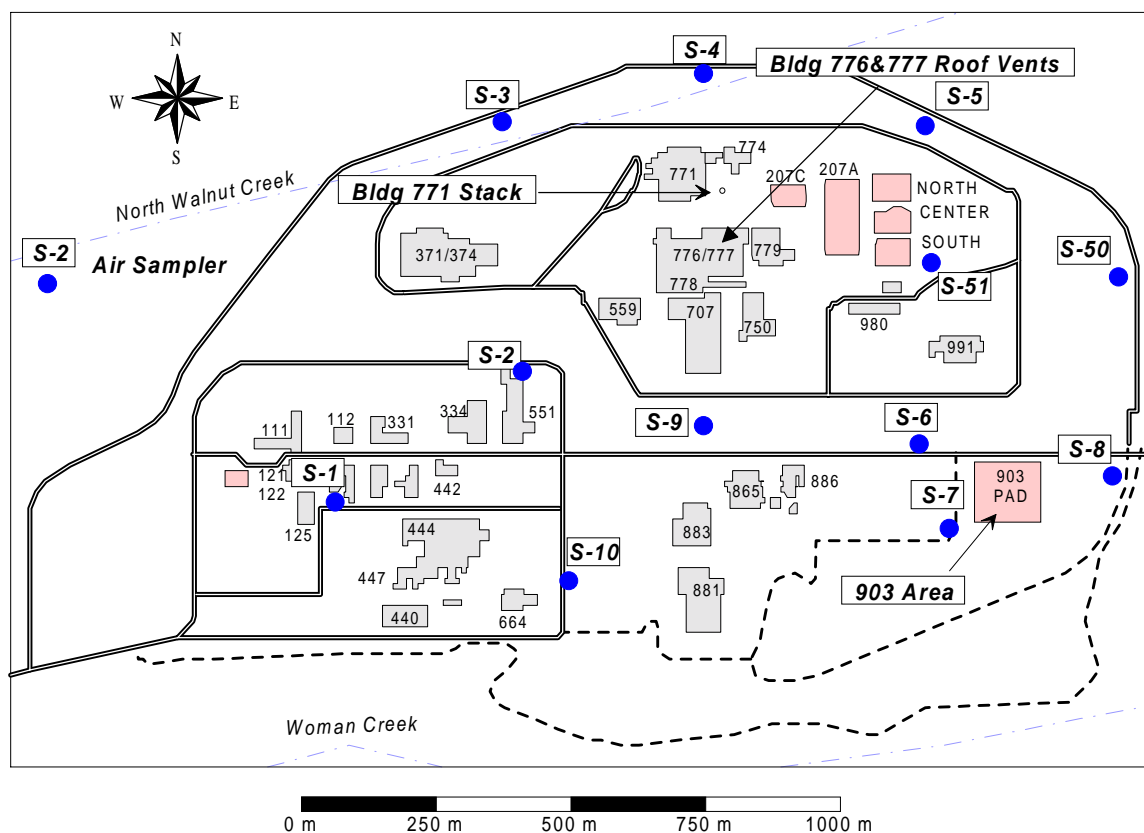 N
W
E
S
S-4
Bldg 776&777 Roof Vents
S-3
S-5
774
771
207C
207A
NORTH
CENTER
SOUTH
Bldg 771 Stack
North Walnut Creek
S-2
Air Sampler
371/374
776/777
779
778
S-50
S-51
559
707
750
980
991
S-2
334
551
111
112
331
S-9
S-6
S-8
121
122
S-1
442
125
865
886
903
PAD
S-7
444
883
S-10
447
881
903 Area
440
664
Woman Creek
0 m
250 m
500 m
750 m
1000 m